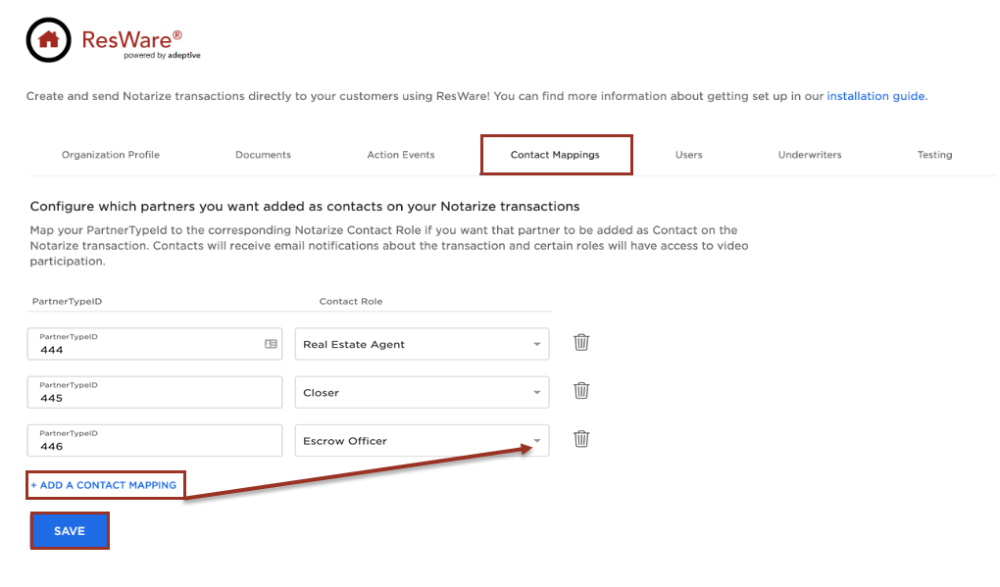 ResWare®
powered by adeptive
Create and send Notarize transactions directly to your customers using ResWare! You can find more information about getting set up in our installation guide.
Organization Profile Documents Action Events Contact Mappings Users Underwriters Testing
Configure which partners you want added as contacts on your Notarize transactions
Map your PartnerTypeId to the corresponding Notarize Contact Role if you want that partner to be added as Contact on the
Notarize transaction. Contacts will receive email notifications about the transaction and certain roles will have access to video
participation.
PartnerTypeID Contact Role
PartnerTypeID
444 Real Estate Agent
PartnerTypeID
445 Closer
PartnerTypeID
446 Escrow Officer
+ ADD A CONTACT MAPPING
SAVE